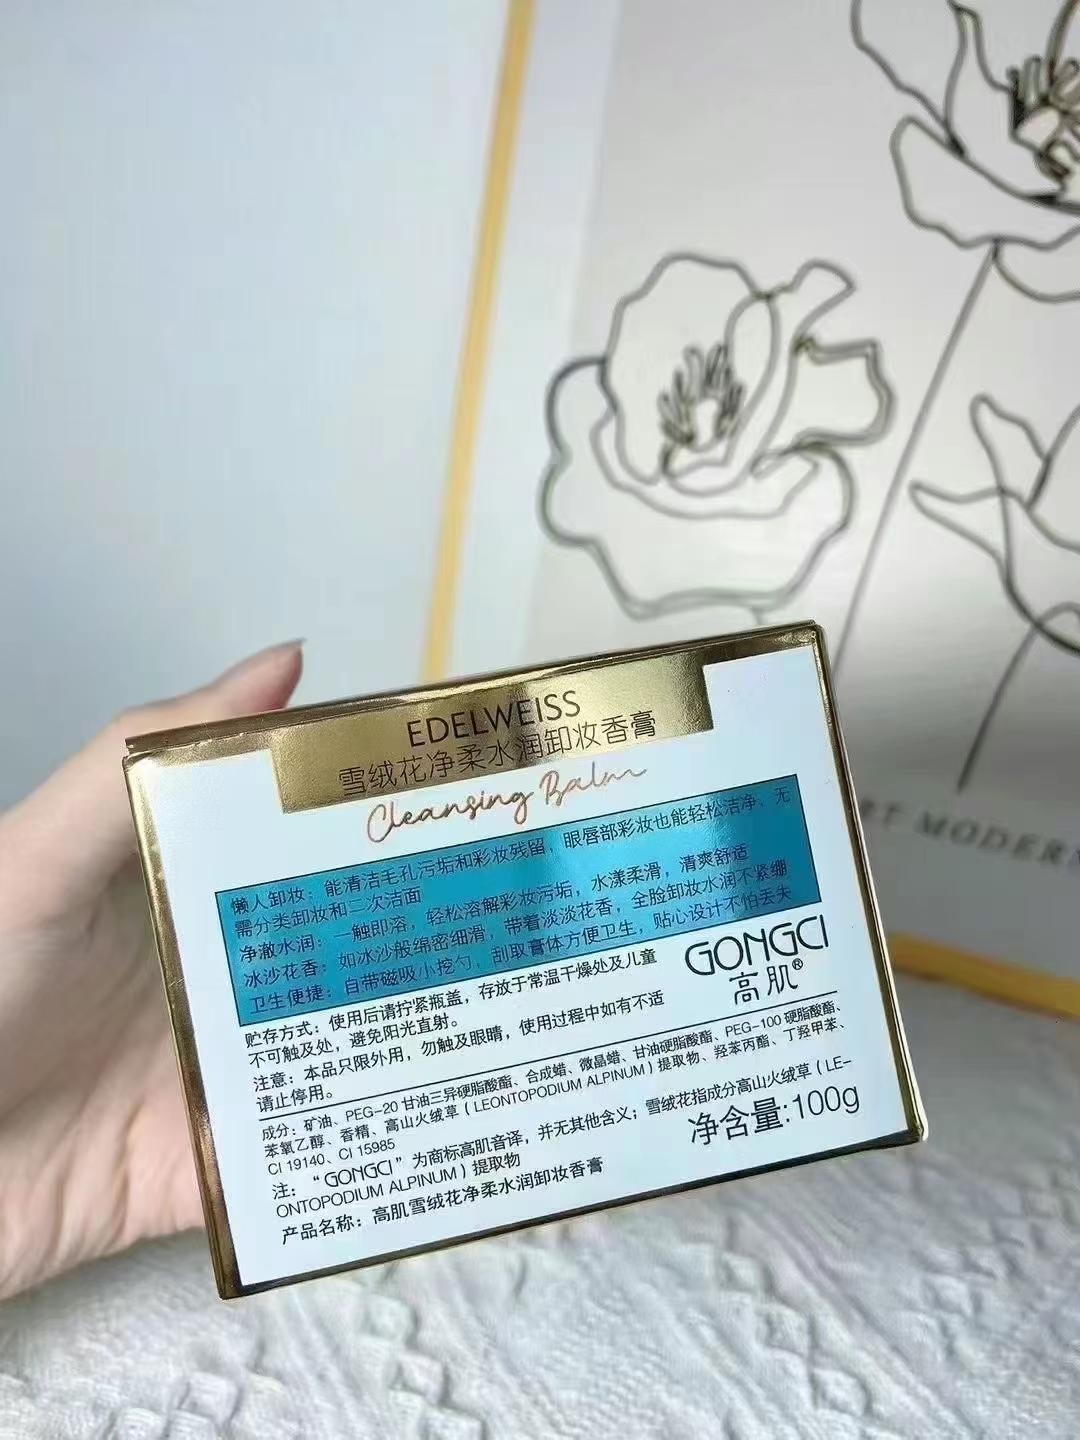 ART MODERN
EDELWEISS
雪绒花净柔水润卸妆香膏
Cleansing Balm
懒人卸妆：能清洁毛孔污垢和彩妆残留，眼唇部彩妆也能轻松洁净、无
需分类卸妆和二次洁面
净澈水润：一触即溶，轻松溶解彩妆污垢，水漾柔滑，清爽舒适
冰沙花香：如冰沙般绵密细滑，带着淡淡花香，全脸卸妆水润不紧绷
卫生便捷：自带磁吸小挖勺，刮取膏体方便卫生，贴心设计不怕丢失
GONGCI
高肌®
贮存方式：使用后请拧紧瓶盖，存放于常温干燥处及儿童
不可触及处，避免阳光直射。
注意：本品只限外用，勿触及眼睛，使用过程中如有不适
请止停用。
成分：矿油、PEG-20 甘油三异硬脂酸酯、合成蜡、微晶蜡、甘油硬脂酸酯、PEG-100 硬脂酸酯、
苯氧乙醇、香精、高山火绒草（LEONTOPODIUM ALPINUM）提取物、羟苯丙酯、丁羟甲苯、
CI 19140、CI 15985
注：“GONGCI”为商标高肌音译，并无其他含义；雪绒花指成分高山火绒草（LE-
ONTOPODIUM ALPINUM）提取物
产品名称：高肌雪绒花净柔水润卸妆香膏
净含量:100g